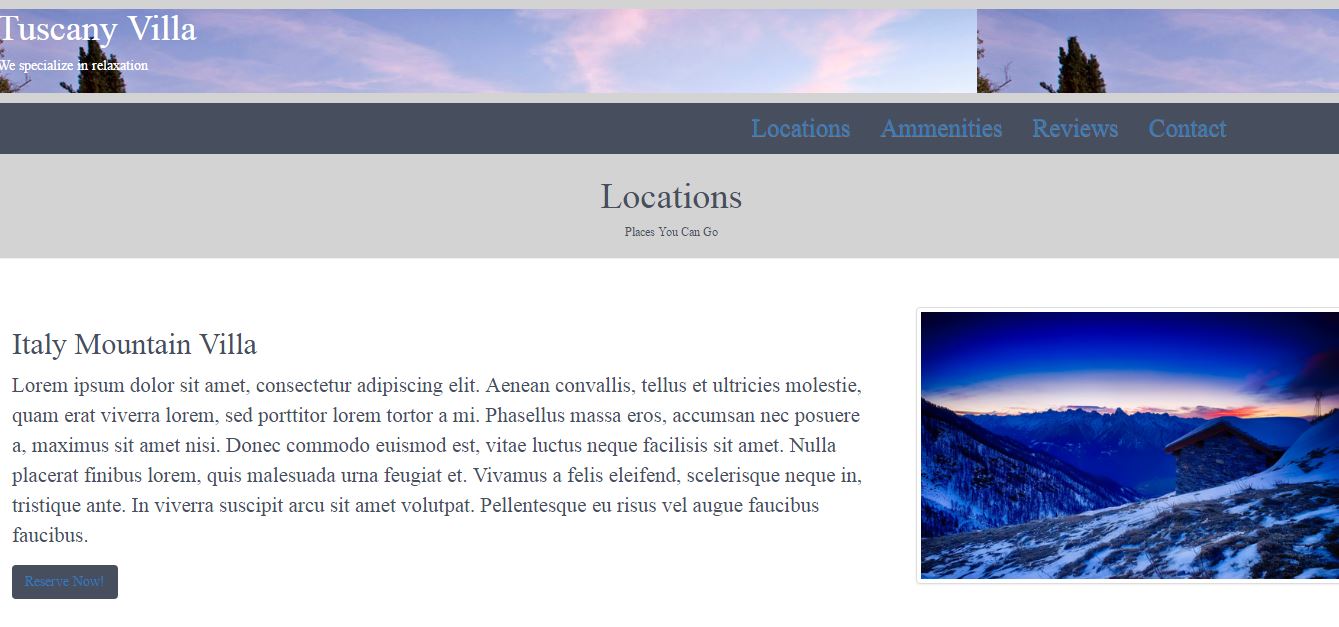 Tuscany Villa
We specialize in relaxation
Locations Ammenities Reviews Contact
Locations
Places You Can Go
Italy Mountain Villa
Lorem ipsum dolor sit amet, consectetur adipiscing elit. Aenean convallis, tellus et ultricies molestie,
quam erat viverra lorem, sed porttitor lorem tortor a mi. Phasellus massa eros, accumsan nec posuere
a, maximus sit amet nisi. Donec commodo euismod est, vitae luctus neque facilisis sit amet. Nulla
placerat finibus lorem, quis malesuada urna feugiat et. Vivamus a felis eleifend, scelerisque neque in,
tristique ante. In viverra suscipit arcu sit amet volutpat. Pellentesque eu risus vel augue faucibus
faucibus.
Reserve Now!